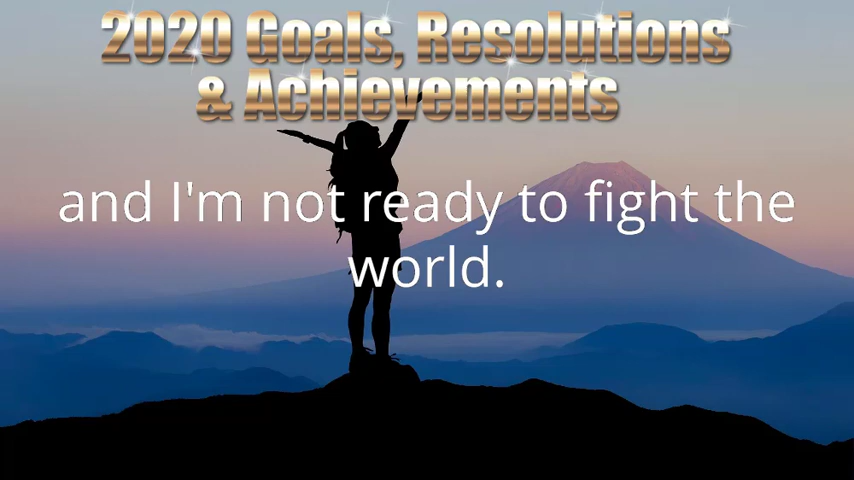 2020 Goals, Resolutions
& Achievements
and I'm not ready to fight the
world.